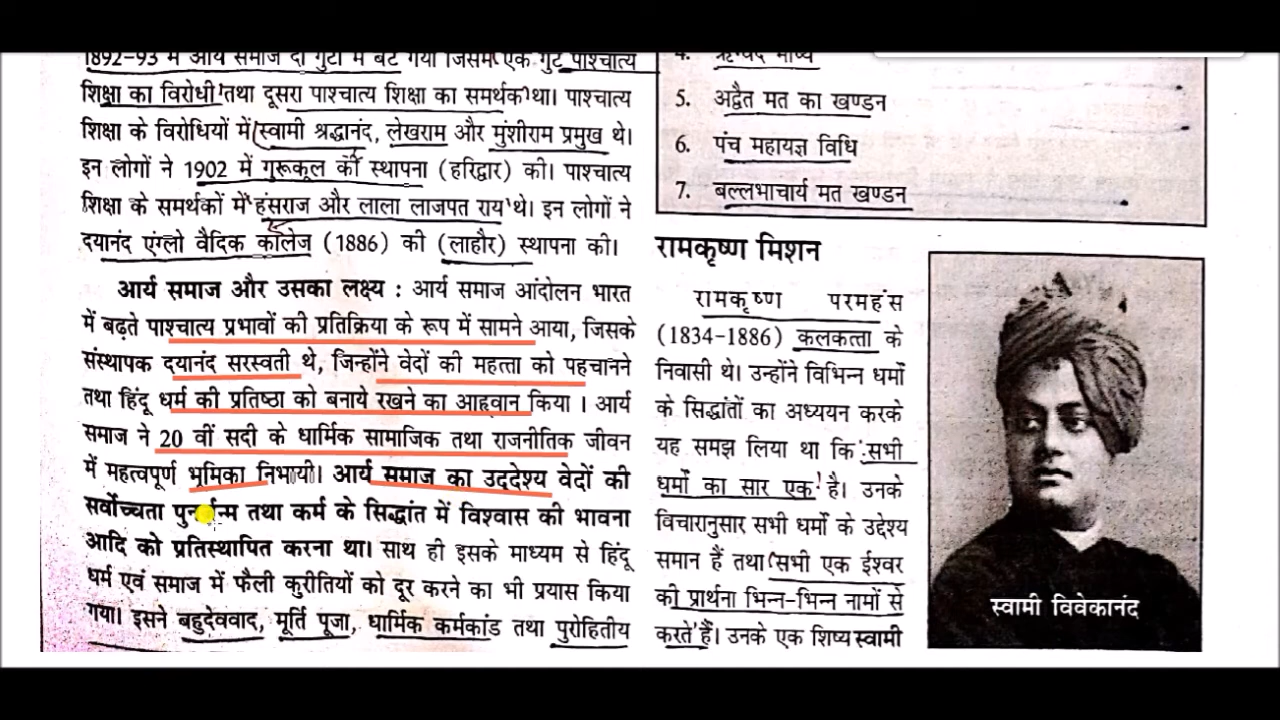 1892-93 में आर्य समाज दो गुटों में बंट गया जिसमें एक गुट पाश्चात्य
शिक्षा का विरोधी तथा दूसरा पाश्चात्य शिक्षा का समर्थक था। पाश्चात्य
शिक्षा के विरोधियों में स्वामी श्रद्धानंद, लेखराम और मुंशीराम प्रमुख थे।
इन लोगों ने 1902 में गुरूकूल की स्थापना (हरिद्वार) की। पाश्चात्य
शिक्षा के समर्थकों में हंसराज और लाला लाजपत राय थे। इन लोगों ने
दयानंद एंग्लो वैदिक कॉलेज (1886) की (लाहौर) स्थापना की।
आर्य समाज और उसका लक्ष्य : आर्य समाज आंदोलन भारत
में बढ़ते पाश्चात्य प्रभावों की प्रतिक्रिया के रूप में सामने आया, जिसके
संस्थापक दयानंद सरस्वती थे, जिन्होंने वेदों की महत्ता को पहचानने
तथा हिंदू धर्म की प्रतिष्ठा को बनाये रखने का आहृवान किया । आर्य
समाज ने 20 वीं सदी के धार्मिक सामाजिक तथा राजनीतिक जीवन
में महत्वपूर्ण भूमिका निभायी। आर्य समाज का उद्देश्य वेदों की
सर्वोच्चता पुनर्जन्म तथा कर्म के सिद्धांत में विश्वास की भावना
आदि को प्रतिस्थापित करना था। साथ ही इसके माध्यम से हिंदू
धर्म एवं समाज में फैली कुरीतियों को दूर करने का भी प्रयास किया
गया। इसने बहुदेववाद, मूर्ति पूजा, धार्मिक कर्मकांड तथा पुरोहितीय
4. ऋग्वेद भाष्य
5. अद्वैत मत का खण्डन
6. पंच महायज्ञ विधि
7. बल्लभाचार्य मत खण्डन
रामकृष्ण मिशन
रामकृष्ण परमहंस
(1834-1886) कलकत्ता के
निवासी थे। उन्होंने विभिन्न धर्मों
के सिद्धांतों का अध्ययन करके
यह समझ लिया था कि सभी
धर्मों का सार एक है। उनके
विचारानुसार सभी धर्मों के उद्देश्य
समान हैं तथा सभी एक ईश्वर
की प्रार्थना भिन्न-भिन्न नामों से
करते हैं। उनके एक शिष्य स्वामी
स्वामी विवेकानंद